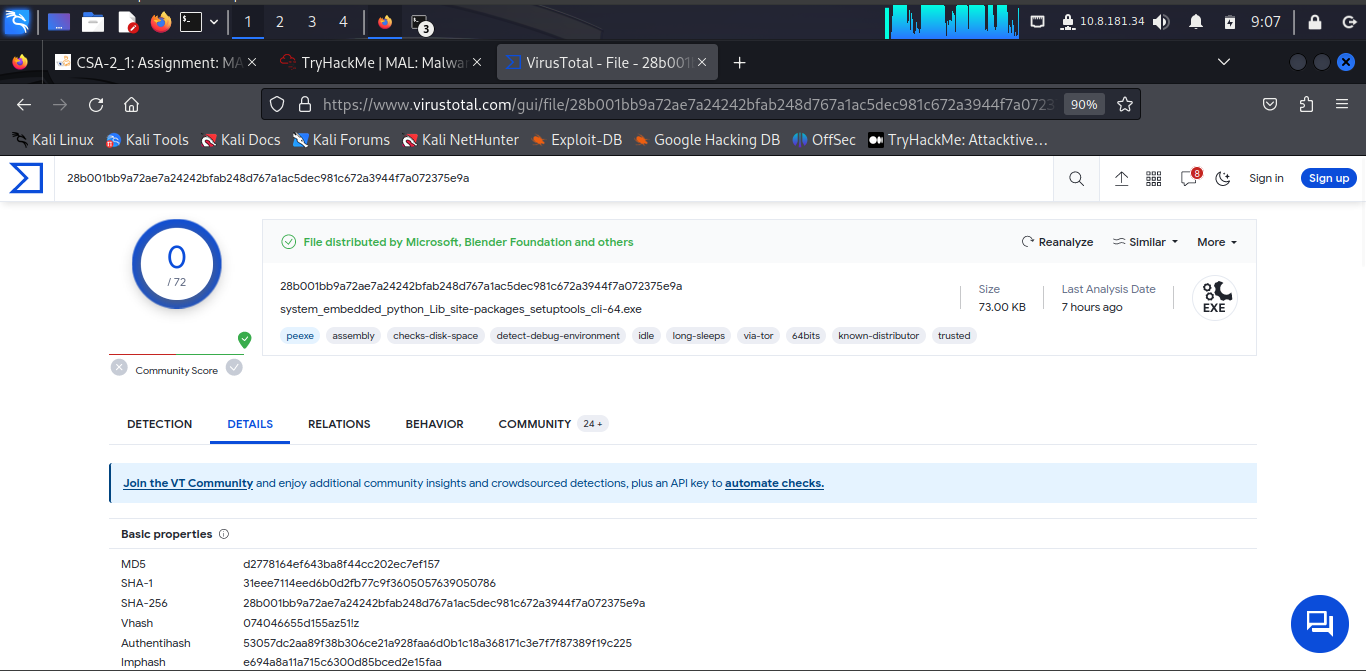 1 2 3 4 3 10.8.181.34 9:07
CSA-2_1: Assignment: MA TryHackMe | MAL: Malwar VirusTotal - File - 28b001
https://www.virustotal.com/gui/file/28b001bb9a72ae7a24242bfab248d767a1ac5dec981c672a3944f7a0723 90%
Kali Linux Kali Tools Kali Docs Kali Forums Kali NetHunter Exploit-DB Google Hacking DB OffSec TryHackMe: Attacktive…
28b001bb9a72ae7a24242bfab248d767a1ac5dec981c672a3944f7a072375e9a 8 Sign in Sign up
0
/ 72
Community Score
File distributed by Microsoft, Blender Foundation and others Reanalyze Similar More
28b001bb9a72ae7a24242bfab248d767a1ac5dec981c672a3944f7a072375e9a
system_embedded_python_Lib_site-packages_setuptools_cli-64.exe
Size
73.00 KB
Last Analysis Date
7 hours ago
EXE
peexe assembly checks-disk-space detect-debug-environment idle long-sleeps via-tor 64bits known-distributor trusted
DETECTION DETAILS RELATIONS BEHAVIOR COMMUNITY 24 +
Join the VT Community and enjoy additional community insights and crowdsourced detections, plus an API key to automate checks.
Basic properties
MD5 d2778164ef643ba8f44cc202ec7ef157
SHA-1 31eee7114eed6b0d2fb77c9f3605057639050786
SHA-256 28b001bb9a72ae7a24242bfab248d767a1ac5dec981c672a3944f7a072375e9a
Vhash 074046655d155az51!z
Authentihash 53057dc2aa89f38b306ce21a928faa6d0b1c18a368171c3e7f7f87389f19c225
Imphash e694a8a11a715c6300d85bced2e15faa